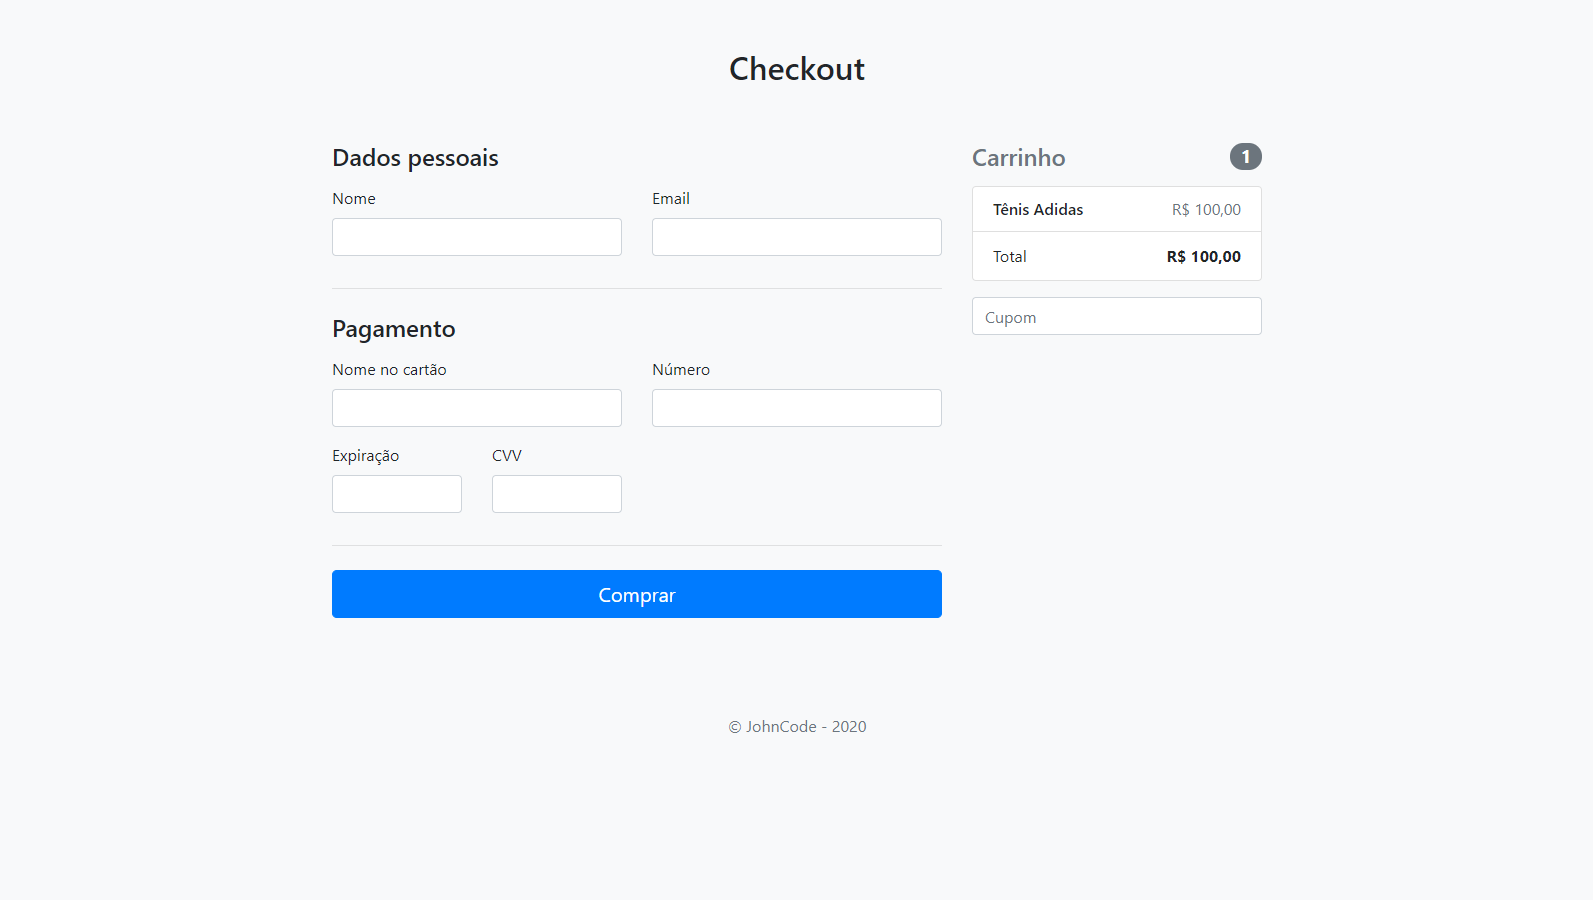 Checkout
Dados pessoais
Nome Email
Pagamento
Nome no cartão Número
Expiração CVV
Comprar
Carrinho 1
Tênis Adidas R$ 100,00
Total R$ 100,00
Cupom
© JohnCode - 2020